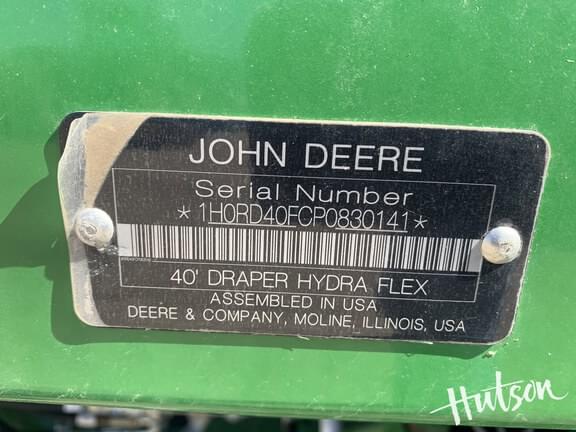 JOHN DEERE
Serial Number
*1H0RD40FCP0830141*
40' DRAPER HYDRA FLEX
ASSEMBLED IN USA
DEERE & COMPANY, MOLINE, ILLINOIS, USA
Hutson